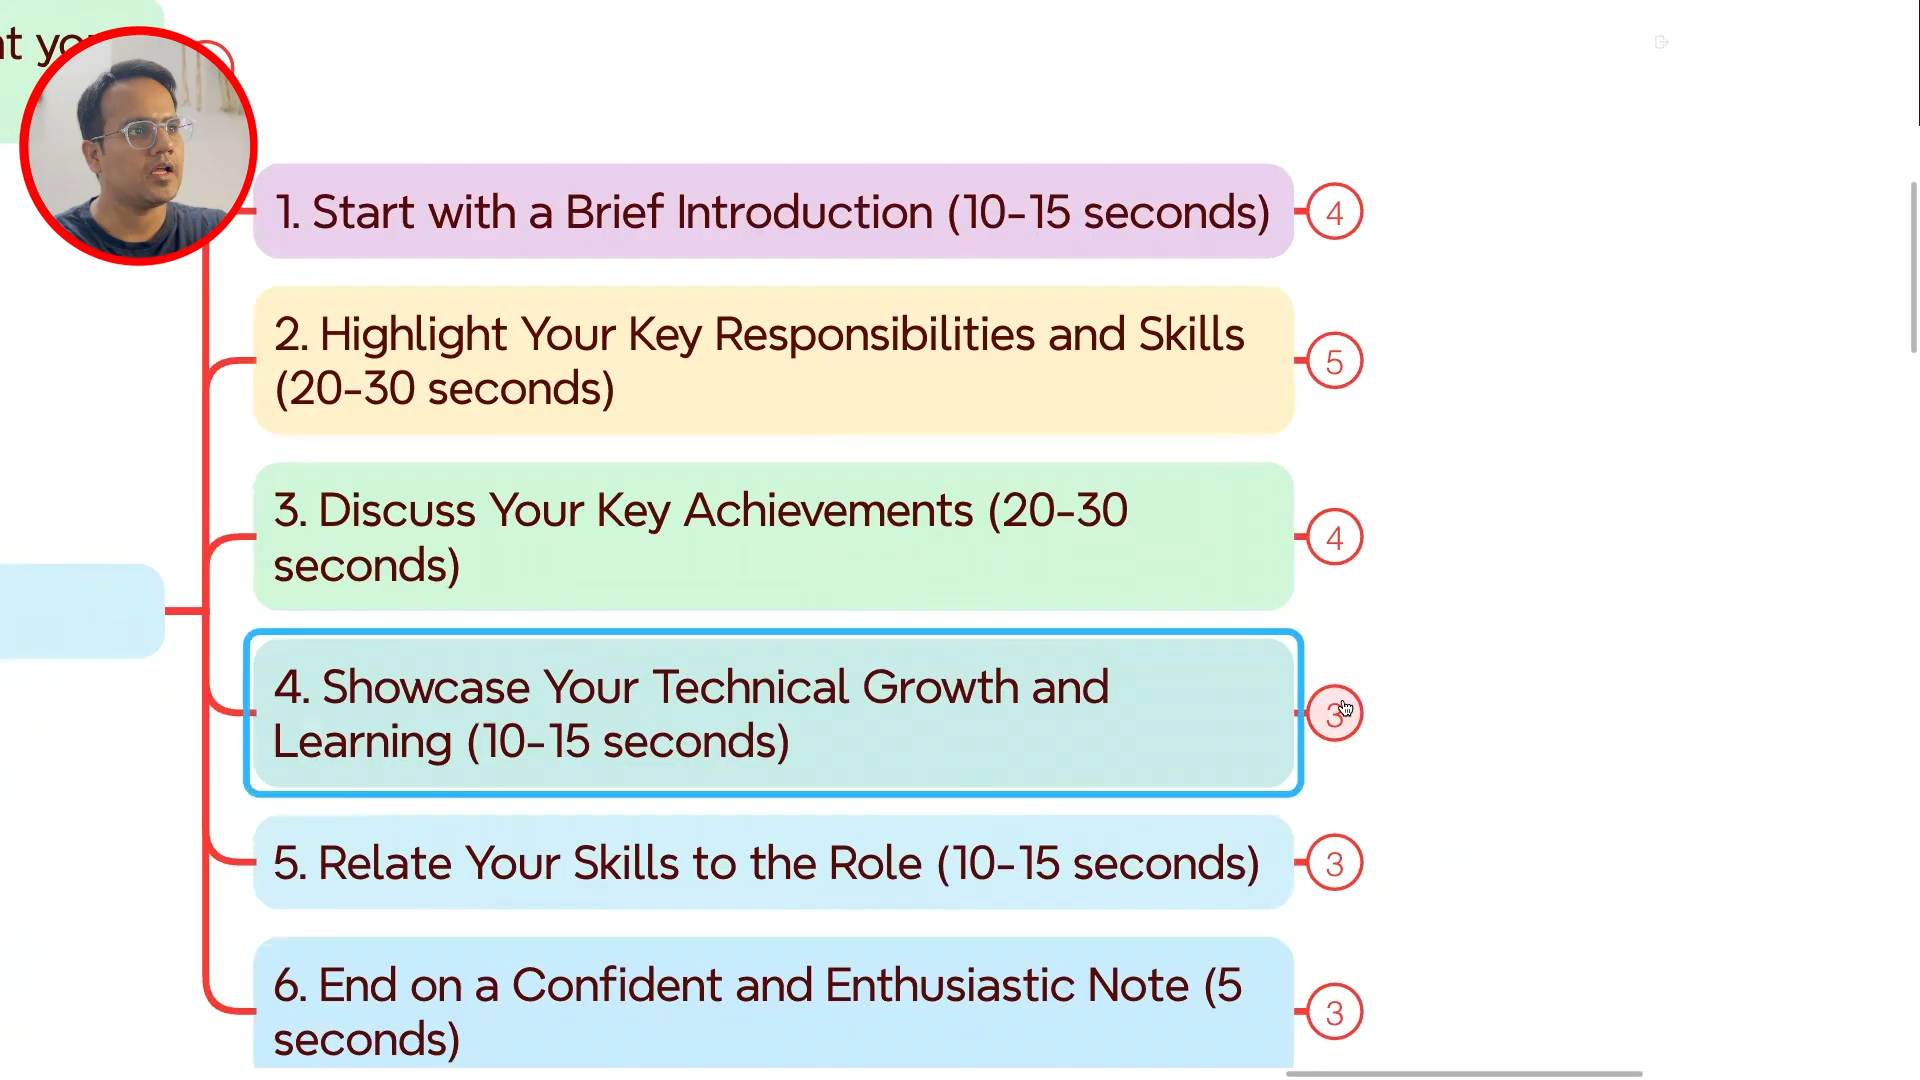 1. Start with a Brief Introduction (10-15 seconds)
4
2. Highlight Your Key Responsibilities and Skills
(20-30 seconds)
5
3. Discuss Your Key Achievements (20-30
seconds)
4
4. Showcase Your Technical Growth and
Learning (10-15 seconds)
3
5. Relate Your Skills to the Role (10-15 seconds)
3
6. End on a Confident and Enthusiastic Note (5
seconds)
3